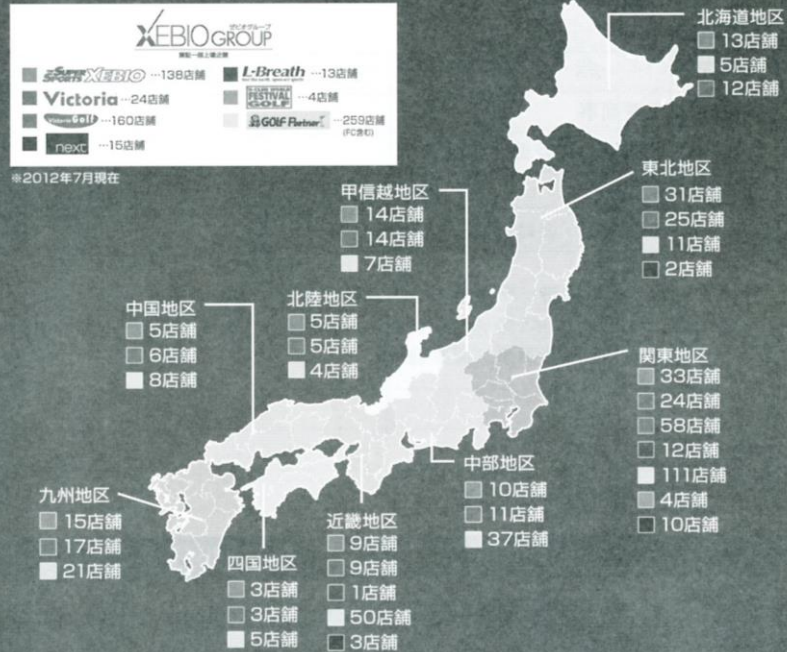 ゼビオグループ
XEBIO GROUP
東証一部上場企業
SUPER SPORTS XEBIO …138店舗
Victoria …24店舗
Victoria Golf …160店舗
next …15店舗
L-Breath …13店舗
FESTIVAL GOLF …4店舗
GOLF Partner …259店舗
(FC含む)
※2012年7月現在
北海道地区
13店舗
5店舗
12店舗
東北地区
31店舗
25店舗
11店舗
2店舗
甲信越地区
14店舗
14店舗
7店舗
北陸地区
5店舗
5店舗
4店舗
中国地区
5店舗
6店舗
8店舗
関東地区
33店舗
24店舗
58店舗
12店舗
111店舗
4店舗
10店舗
中部地区
10店舗
11店舗
37店舗
九州地区
15店舗
17店舗
21店舗
四国地区
3店舗
3店舗
5店舗
近畿地区
9店舗
9店舗
1店舗
50店舗
3店舗